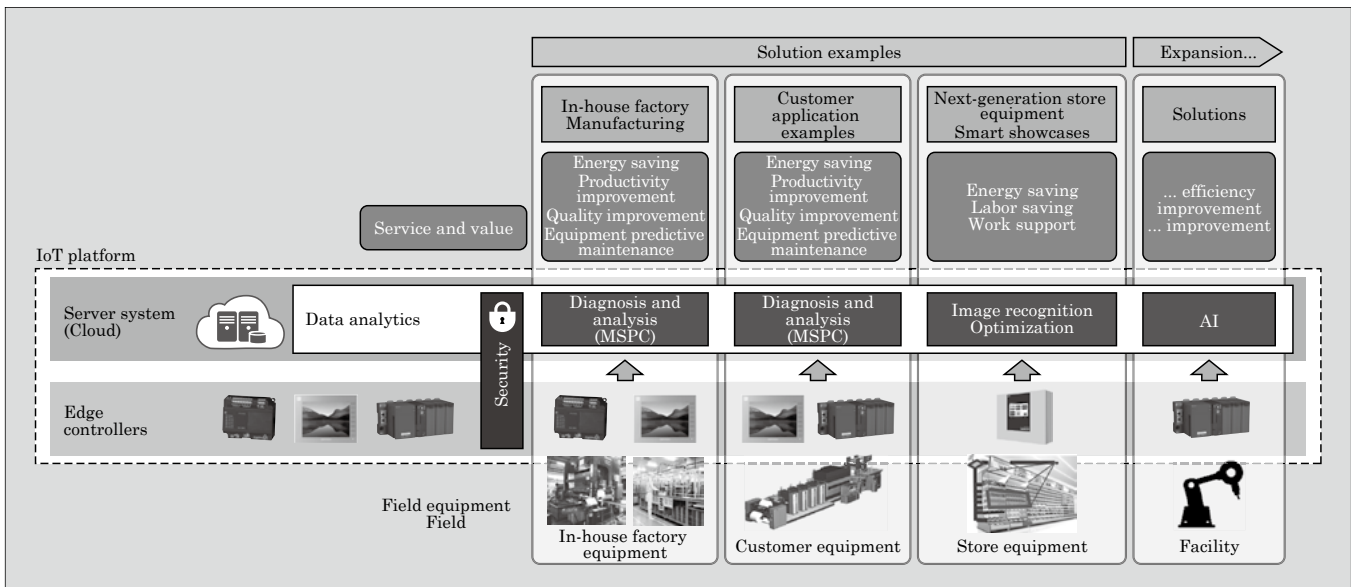 Solution examples
Expansion...
In-house factory
Manufacturing
Customer
application
examples
Next-generation store
equipment
Smart showcases
Solutions
Service and value
Energy saving
Productivity
improvement
Quality improvement
Equipment predictive
maintenance
Energy saving
Productivity
improvement
Quality improvement
Equipment predictive
maintenance
Energy saving
Labor saving
Work support
... efficiency
improvement
... improvement
IoT platform
Server system
(Cloud)
Data analytics
Security
Diagnosis and
analysis
(MSPC)
Diagnosis and
analysis
(MSPC)
Image recognition
Optimization
AI
Edge
controllers
Field equipment
Field
In-house factory
equipment
Customer equipment
Store equipment
Facility